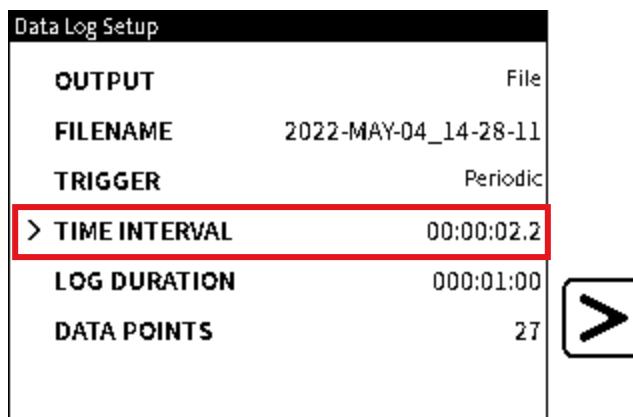 Data Log Setup
OUTPUT File
FILENAME 2022-MAY-04_14-28-11
TRIGGER Periodic
> TIME INTERVAL 00:00:02.2
LOG DURATION 000:01:00
DATA POINTS 27
>